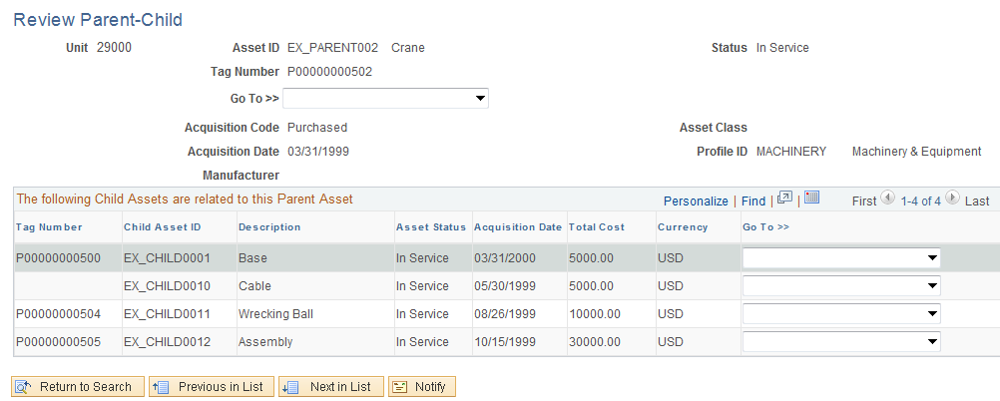 Review Parent-Child
Unit 29000 Asset ID EX_PARENT002 Crane Status In Service
Tag Number P00000000502
Go To >>
Acquisition Code Purchased Asset Class
Acquisition Date 03/31/1999 Profile ID MACHINERY Machinery & Equipment
Manufacturer
The following Child Assets are related to this Parent Asset Personalize | Find | | First 1-4 of 4 Last
Tag Number Child Asset ID Description Asset Status Acquisition Date Total Cost Currency Go To >>
P00000000500 EX_CHILD0001 Base In Service 03/31/2000 5000.00 USD
EX_CHILD0010 Cable In Service 05/30/1999 5000.00 USD
P00000000504 EX_CHILD0011 Wrecking Ball In Service 08/26/1999 10000.00 USD
P00000000505 EX_CHILD0012 Assembly In Service 10/15/1999 30000.00 USD
Return to Search Previous in List Next in List Notify